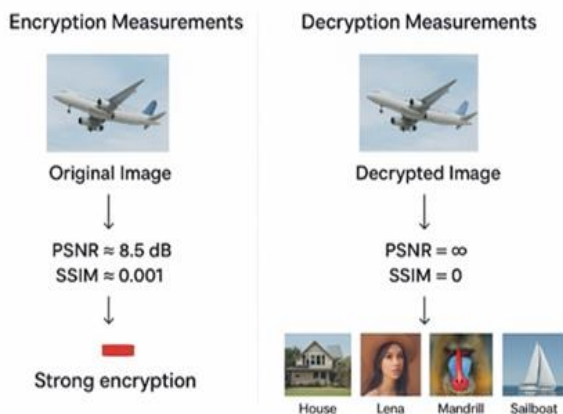 Encryption Measurements
Original Image
PSNR ≈ 8.5 dB
SSIM ≈ 0.001
Strong encryption
Decryption Measurements
Decrypted Image
PSNR = ∞
SSIM = 0
House Lena Mandrill Sailboat